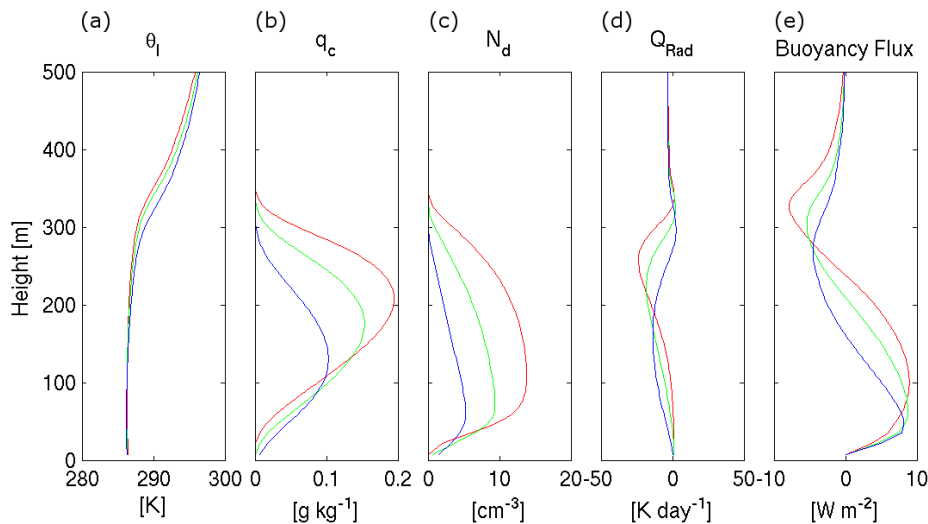 (a) (b) (c) (d) (e)
θl qc Nd QRad Buoyancy Flux
500
400
300
200
100
0
Height [m]
280 290 300 0 0.1 0.2 0 10 20 -50 0 50 -10 0 10
[K] [g kg-1] [cm-3] [K day-1] [W m-2]